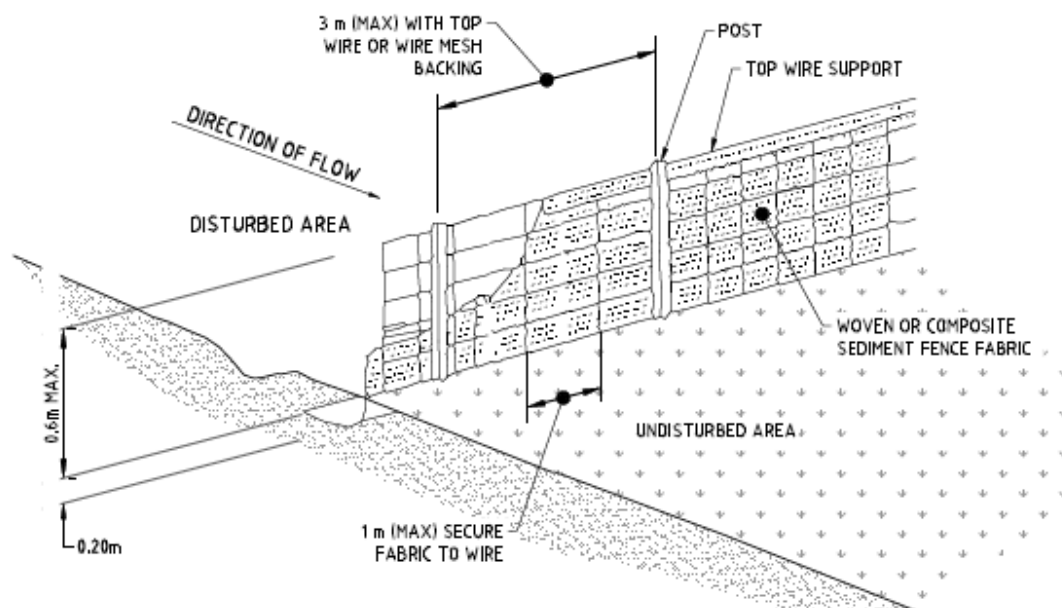 3 m (MAX) WITH TOP
WIRE OR WIRE MESH
BACKING
POST
TOP WIRE SUPPORT
DIRECTION OF FLOW
DISTURBED AREA
WOVEN OR COMPOSITE
SEDIMENT FENCE FABRIC
0.6m MAX.
UNDISTURBED AREA
1 m (MAX) SECURE
FABRIC TO WIRE
0.20m